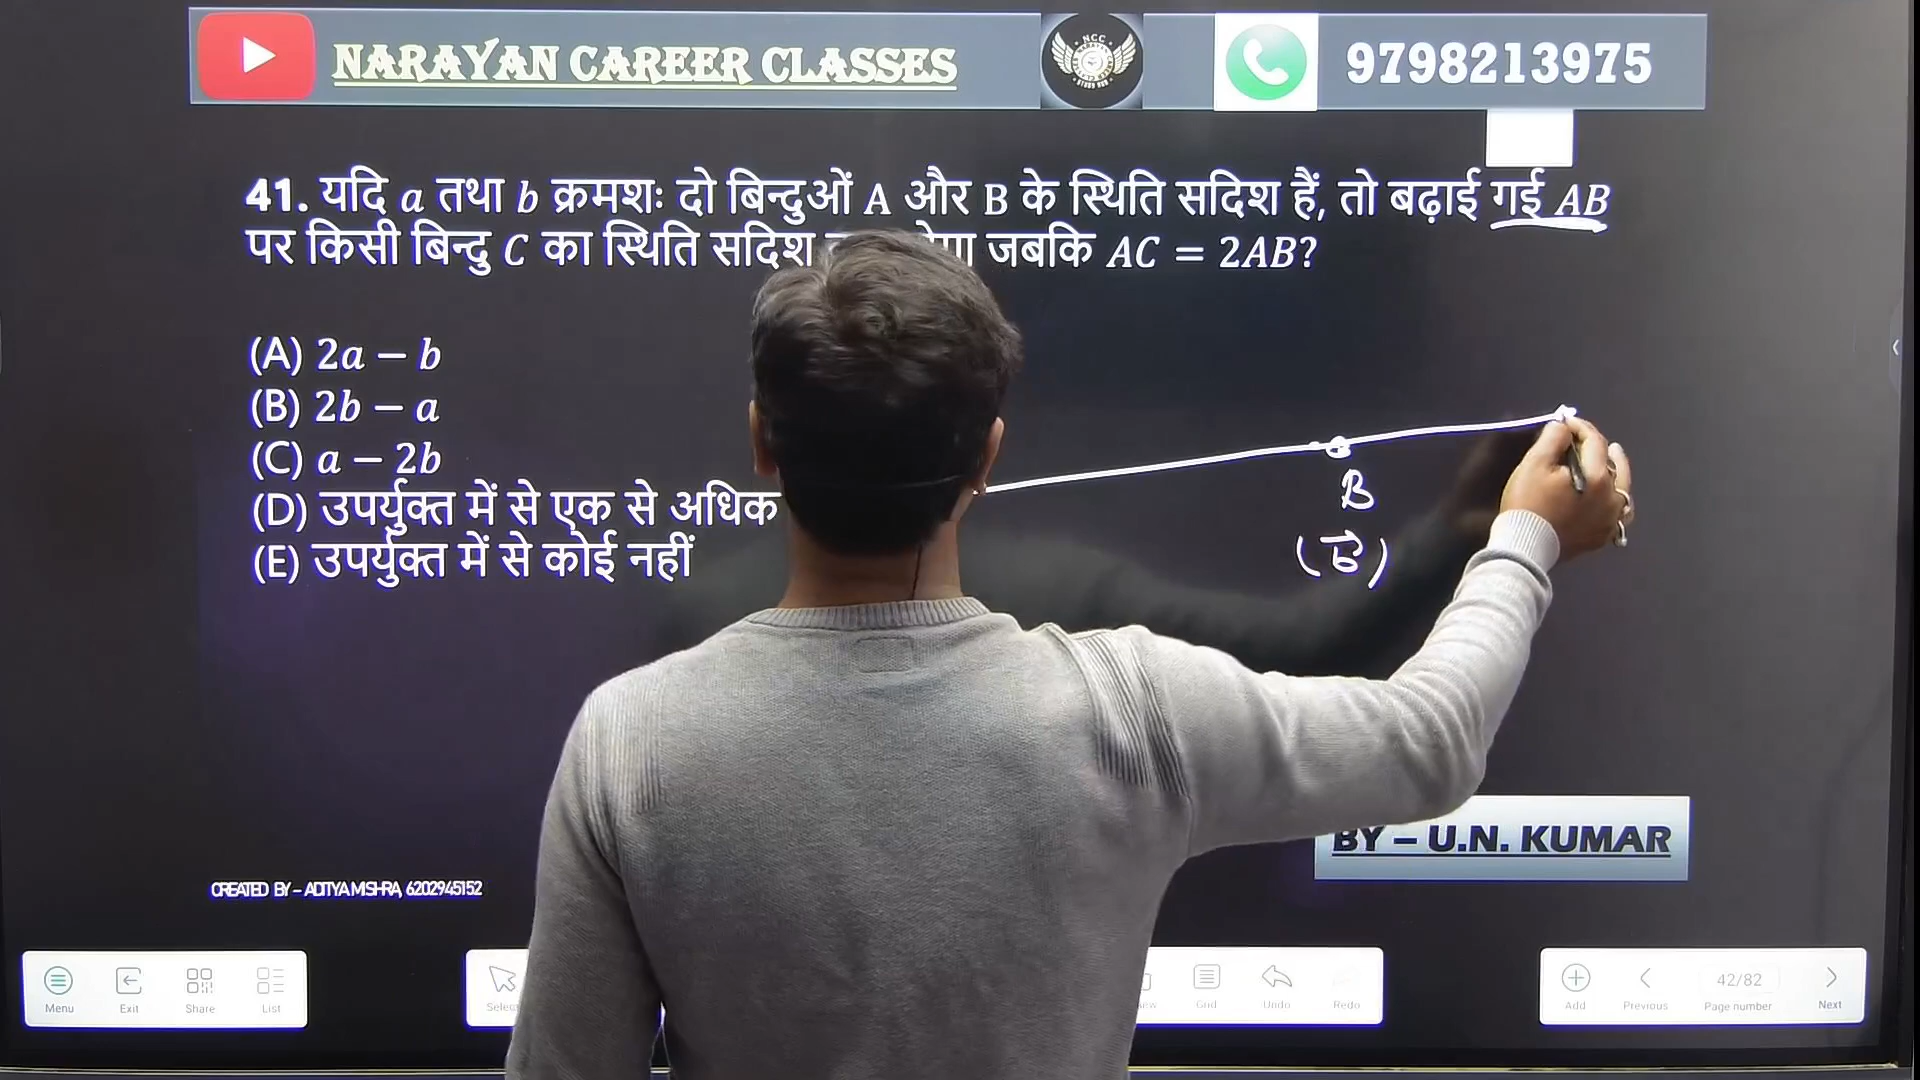 NARAYAN CAREER CLASSES
NCC
9798213975
41. यदि a तथा b क्रमशः दो बिन्दुओं A और B के स्थिति सदिश हैं, तो बढ़ाई गई AB
पर किसी बिन्दु C का स्थिति सदिश जबकि AC = 2AB?
(A) 2a − b
(B) 2b − a
(C) a − 2b
(D) उपर्युक्त में से एक से अधिक
(E) उपर्युक्त में से कोई नहीं
B
(b⃗)
BY – U.N. KUMAR
CREATED BY – ADITYA MISHRA, 6202945152
Menu Exit Share List
Select Grid Undo Redo
Add Previous 42/82 Page number Next